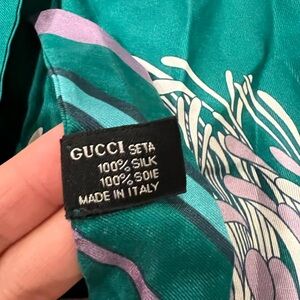 GUCCI SETA
100% SILK
100% SOIE
MADE IN ITALY